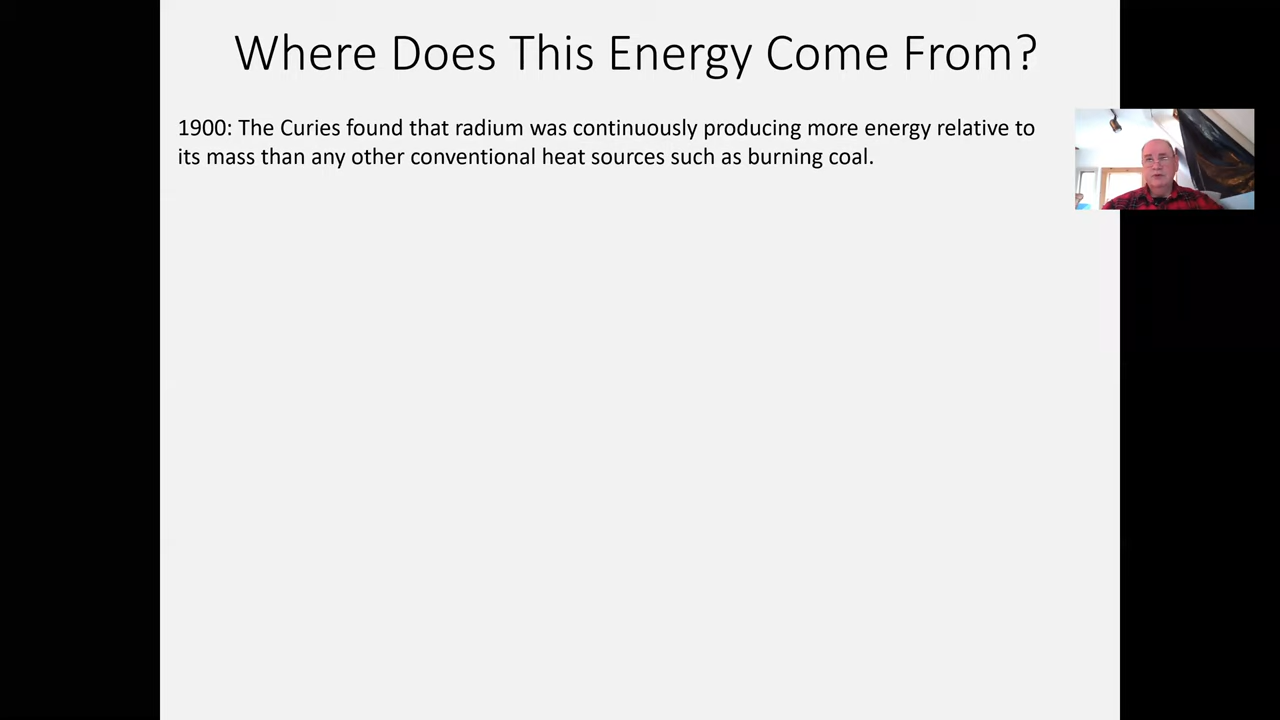 Where Does This Energy Come From?
1900: The Curies found that radium was continuously producing more energy relative to
its mass than any other conventional heat sources such as burning coal.